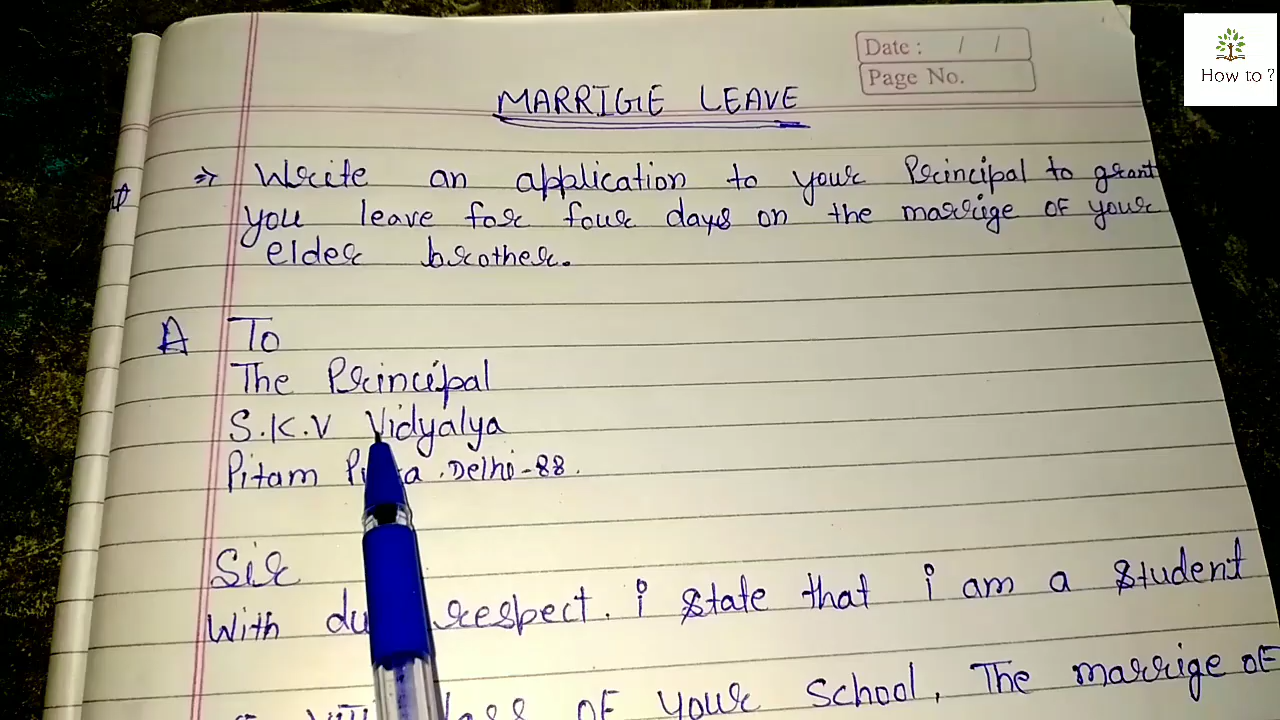 Date :   /   /
Page No.
How to ?
MARRIGE LEAVE
⇒ Write an application to your Principal to grant
you leave for four days on the marrige of your
elder brother.
A To
The Principal
S.K.V Vidyalya
Pitam . Delhi-88.
Sir
With respect. i state that i am a student
of your School, The marrige of